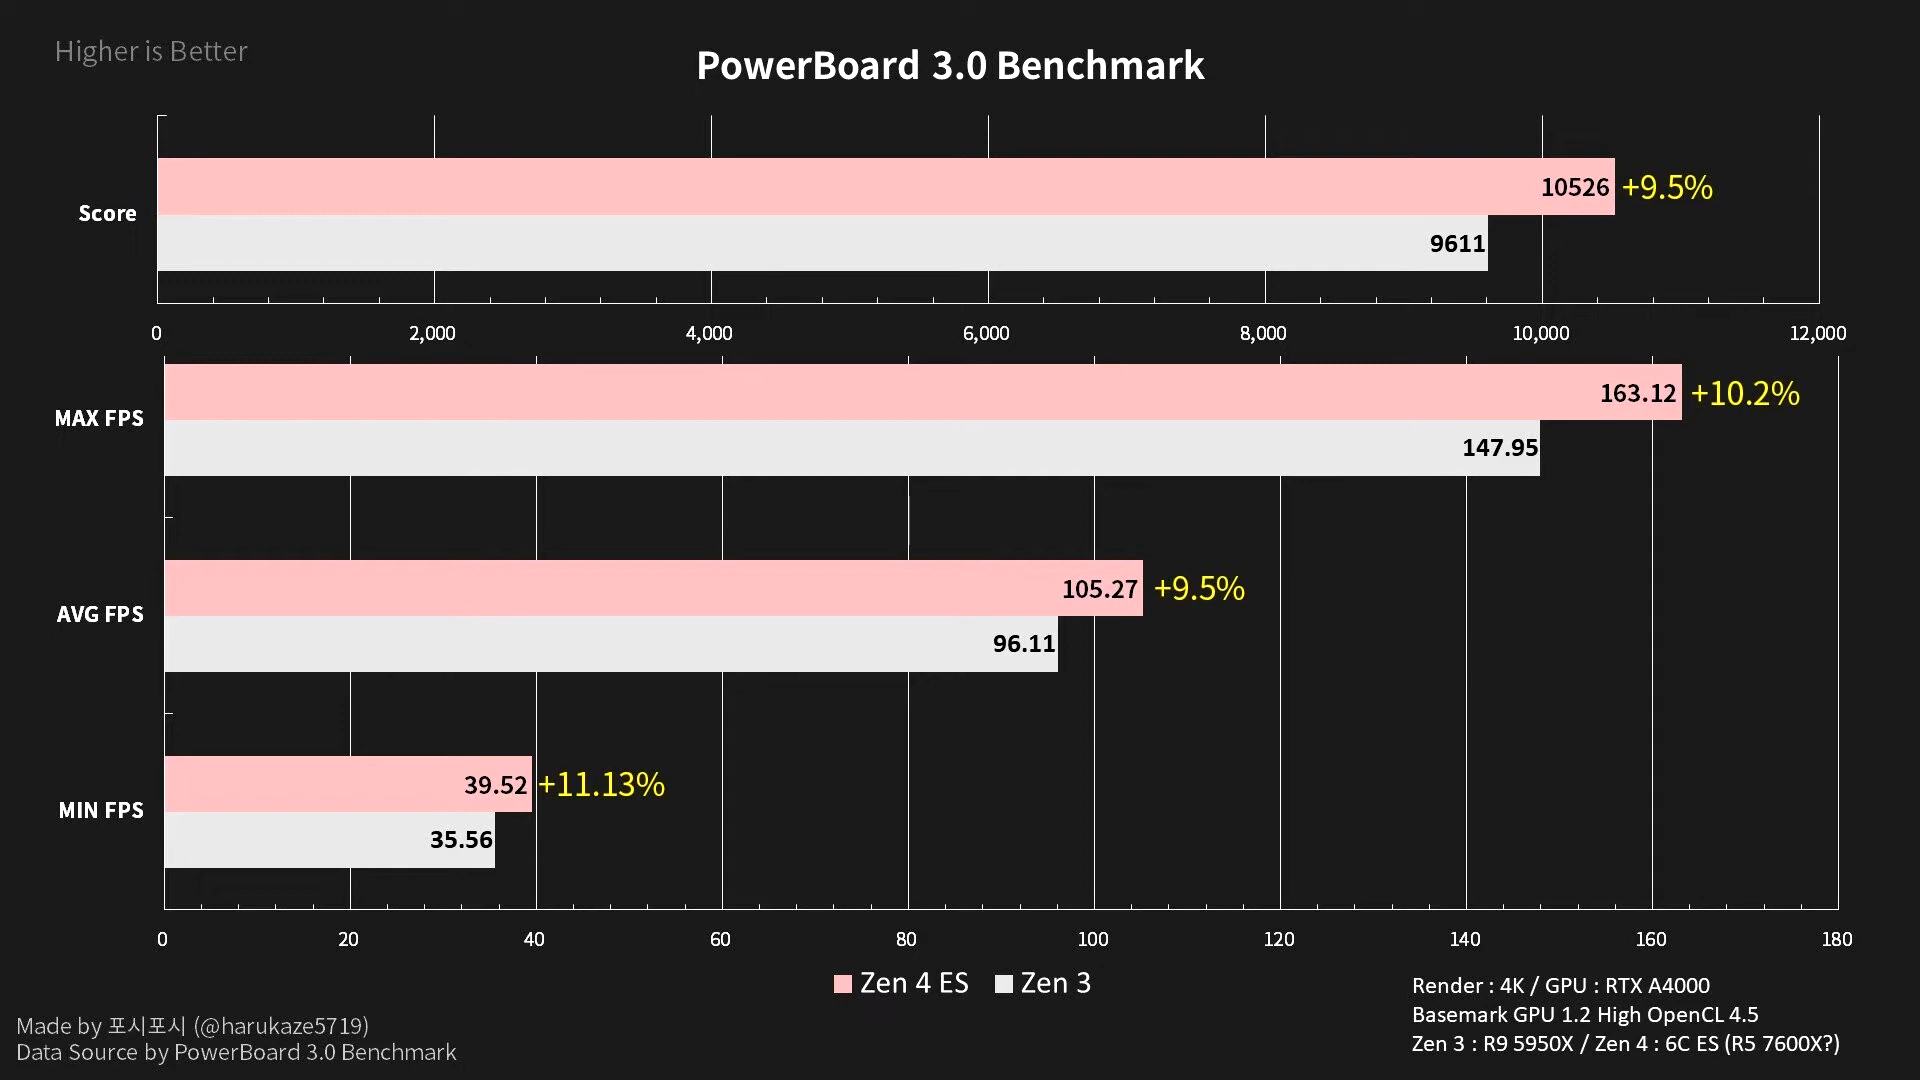 Higher is Better
PowerBoard 3.0 Benchmark
Score
10526 +9.5%
9611
0 2,000 4,000 6,000 8,000 10,000 12,000
MAX FPS
163.12 +10.2%
147.95
AVG FPS
105.27 +9.5%
96.11
MIN FPS
39.52 +11.13%
35.56
0 20 40 60 80 100 120 140 160 180
Zen 4 ES Zen 3
Render : 4K / GPU : RTX A4000
Basemark GPU 1.2 High OpenCL 4.5
Zen 3 : R9 5950X / Zen 4 : 6C ES (R5 7600X?)
Made by 포시포시 (@harukaze5719)
Data Source by PowerBoard 3.0 Benchmark